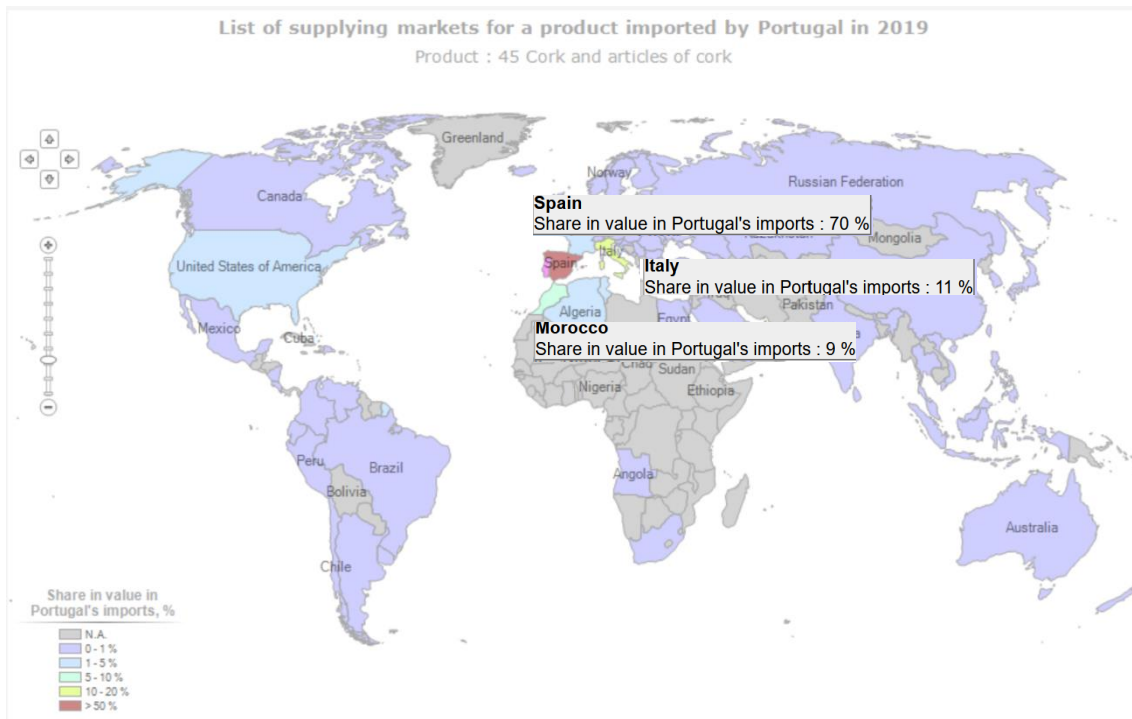 List of supplying markets for a product imported by Portugal in 2019
Product : 45 Cork and articles of cork
Greenland
Norway
Russian Federation
Canada
Spain
Share in value in Portugal's imports : 70 %
Mongolia
Italy
Spain
United States of America
Italy
Share in value in Portugal's imports : 11 %
Pakistan
Algeria
Egypt
Mexico
Cuba
Morocco
Share in value in Portugal's imports : 9 %
Chad
Sudan
Nigeria
Ethiopia
Peru
Brazil
Angola
Bolivia
Australia
Chile
Share in value in
Portugal's imports, %
N.A.
0 - 1 %
1 - 5 %
5 - 10 %
10 - 20 %
> 50 %